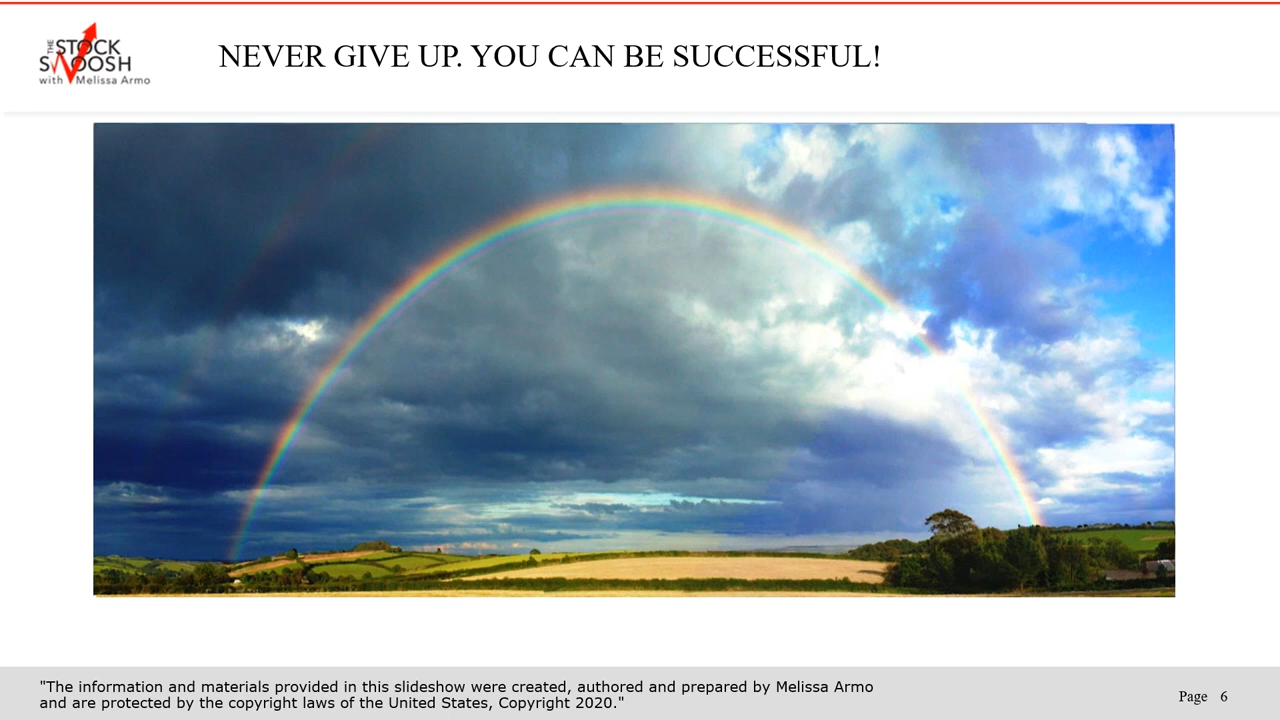 THE
STOCK
SWOOSH
with Melissa Armo
NEVER GIVE UP. YOU CAN BE SUCCESSFUL!
"The information and materials provided in this slideshow were created, authored and prepared by Melissa Armo
and are protected by the copyright laws of the United States, Copyright 2020."
Page 6